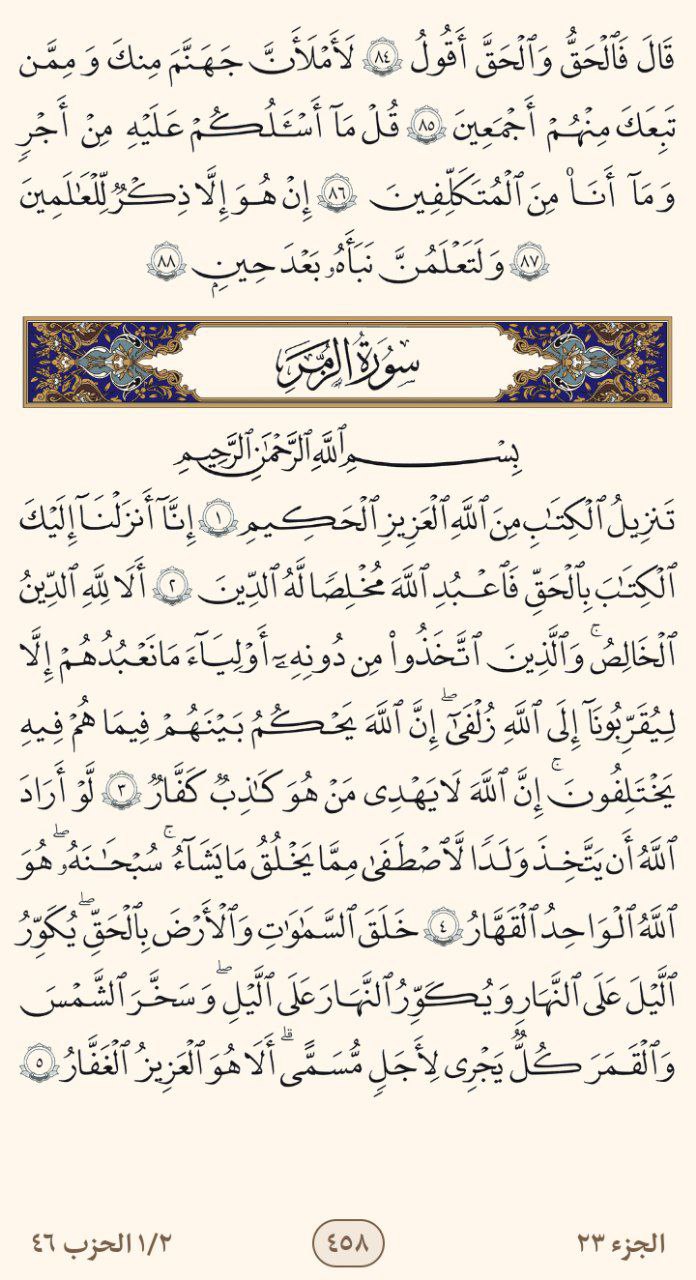 قَالَ فَٱلْحَقُّ وَٱلْحَقَّ أَقُولُ ٨٤ لَأَمْلَأَنَّ جَهَنَّمَ مِنكَ وَمِمَّن
تَبِعَكَ مِنْهُمْ أَجْمَعِينَ ٨٥ قُلْ مَآ أَسْـَٔلُكُمْ عَلَيْهِ مِنْ أَجْرٍۢ
وَمَآ أَنَا۠ مِنَ ٱلْمُتَكَلِّفِينَ ٨٦ إِنْ هُوَ إِلَّا ذِكْرٌۭ لِّلْعَـٰلَمِينَ
٨٧ وَلَتَعْلَمُنَّ نَبَأَهُۥ بَعْدَ حِينٍۭ ٨٨
سُورَةُ الزُّمَرِ
بِسْمِ ٱللَّهِ ٱلرَّحْمَـٰنِ ٱلرَّحِيمِ
تَنزِيلُ ٱلْكِتَـٰبِ مِنَ ٱللَّهِ ٱلْعَزِيزِ ٱلْحَكِيمِ ١ إِنَّآ أَنزَلْنَآ إِلَيْكَ
ٱلْكِتَـٰبَ بِٱلْحَقِّ فَٱعْبُدِ ٱللَّهَ مُخْلِصًۭا لَّهُ ٱلدِّينَ ٢ أَلَا لِلَّهِ ٱلدِّينُ
ٱلْخَالِصُ ۚ وَٱلَّذِينَ ٱتَّخَذُوا۟ مِن دُونِهِۦٓ أَوْلِيَآءَ مَا نَعْبُدُهُمْ إِلَّا
لِيُقَرِّبُونَآ إِلَى ٱللَّهِ زُلْفَىٰٓ ۖ إِنَّ ٱللَّهَ يَحْكُمُ بَيْنَهُمْ فِيمَا هُمْ فِيهِ
يَخْتَلِفُونَ ۚ إِنَّ ٱللَّهَ لَا يَهْدِى مَنْ هُوَ كَـٰذِبٌۭ كَفَّارٌۭ ٣ لَّوْ أَرَادَ
ٱللَّهُ أَن يَتَّخِذَ وَلَدًۭا لَّٱصْطَفَىٰ مِمَّا يَخْلُقُ مَا يَشَآءُ ۚ سُبْحَـٰنَهُۥ ۖ هُوَ
ٱللَّهُ ٱلْوَٰحِدُ ٱلْقَهَّارُ ٤ خَلَقَ ٱلسَّمَـٰوَٰتِ وَٱلْأَرْضَ بِٱلْحَقِّ ۖ يُكَوِّرُ
ٱلَّيْلَ عَلَى ٱلنَّهَارِ وَيُكَوِّرُ ٱلنَّهَارَ عَلَى ٱلَّيْلِ ۖ وَسَخَّرَ ٱلشَّمْسَ
وَٱلْقَمَرَ ۖ كُلٌّۭ يَجْرِى لِأَجَلٍۢ مُّسَمًّى ۗ أَلَا هُوَ ٱلْعَزِيزُ ٱلْغَفَّـٰرُ ٥
الجزء ٢٣
٤٥٨
١/٢ الحزب ٤٦